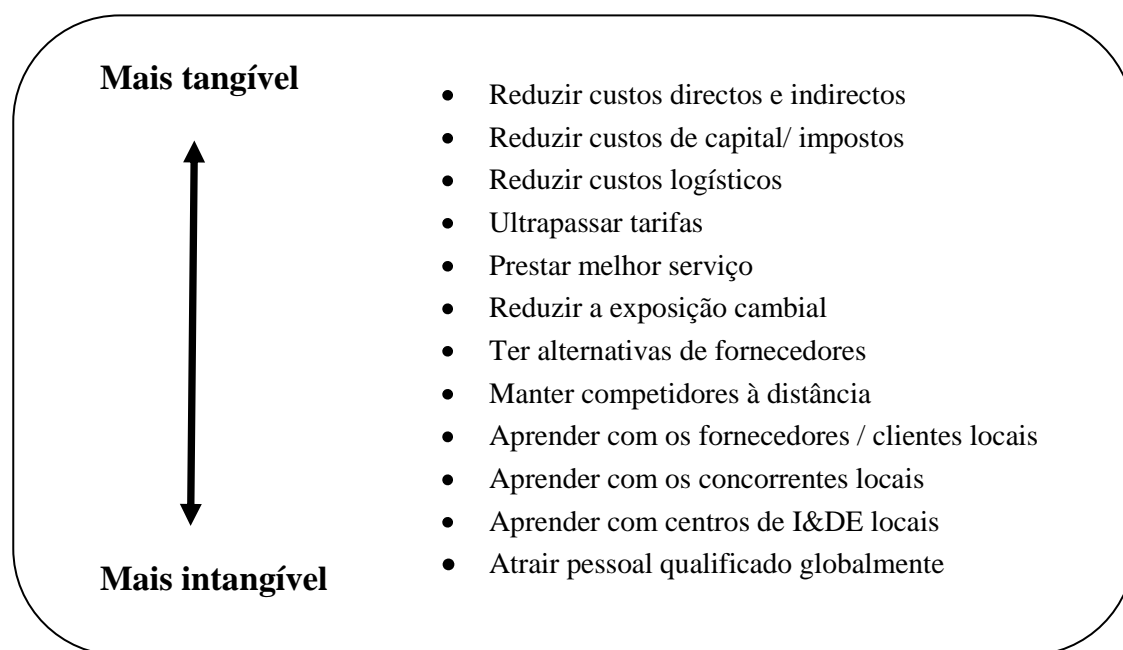 Mais tangível
• Reduzir custos directos e indirectos
• Reduzir custos de capital/ impostos
• Reduzir custos logísticos
• Ultrapassar tarifas
• Prestar melhor serviço
• Reduzir a exposição cambial
• Ter alternativas de fornecedores
• Manter competidores à distância
• Aprender com os fornecedores / clientes locais
• Aprender com os concorrentes locais
• Aprender com centros de I&DE locais
• Atrair pessoal qualificado globalmente
Mais intangível